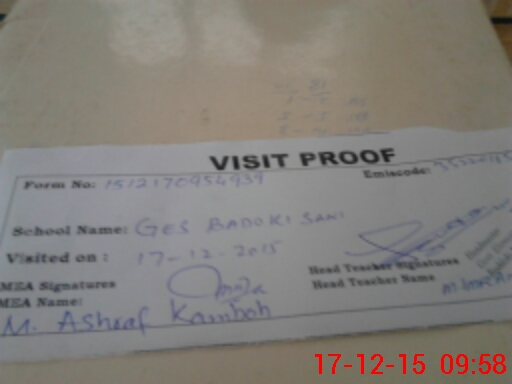 VISIT PROOF
Form No: 1512170954939
Emiscode:
School Name: GES BADOKI SANI
Visited on : 17-12-2015
MEA Signatures
Head Teacher Signatures
MEA Name: M. Ashraf Kamboh
Head Teacher Name
17-12-15 09:58